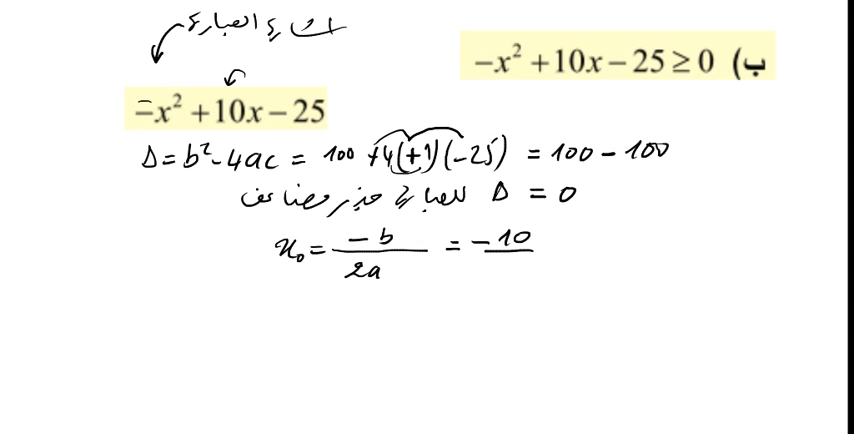 إشارة العبارة
−x² + 10x − 25 ≥ 0 (ب
−x² + 10x − 25
Δ = b² - 4ac = 100 + 4(+1)(-25) = 100 - 100
Δ = 0 للعبارة جذر مضاعف
x₀ = -b / 2a = -10